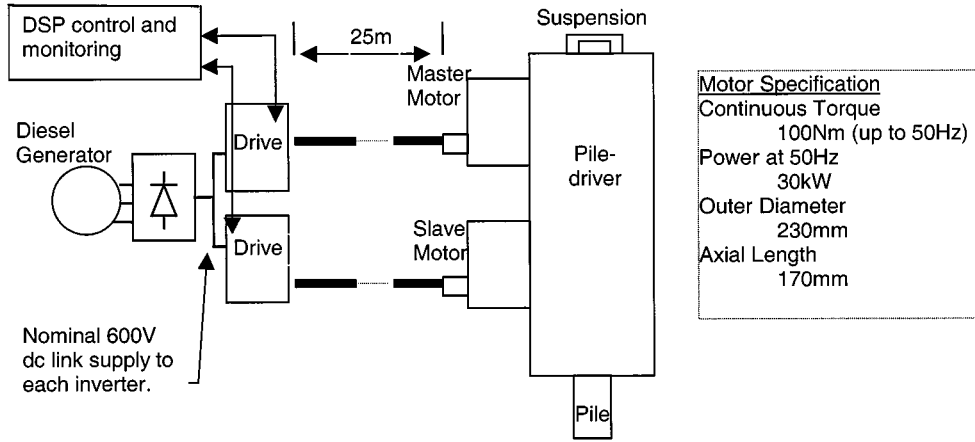 DSP control and
monitoring
25m
Suspension
Master
Motor
Diesel
Generator
Drive
Pile-
driver
Slave
Motor
Drive
Nominal 600V
dc link supply to
each inverter.
Pile
Motor Specification
Continuous Torque
100Nm (up to 50Hz)
Power at 50Hz
30kW
Outer Diameter
230mm
Axial Length
170mm